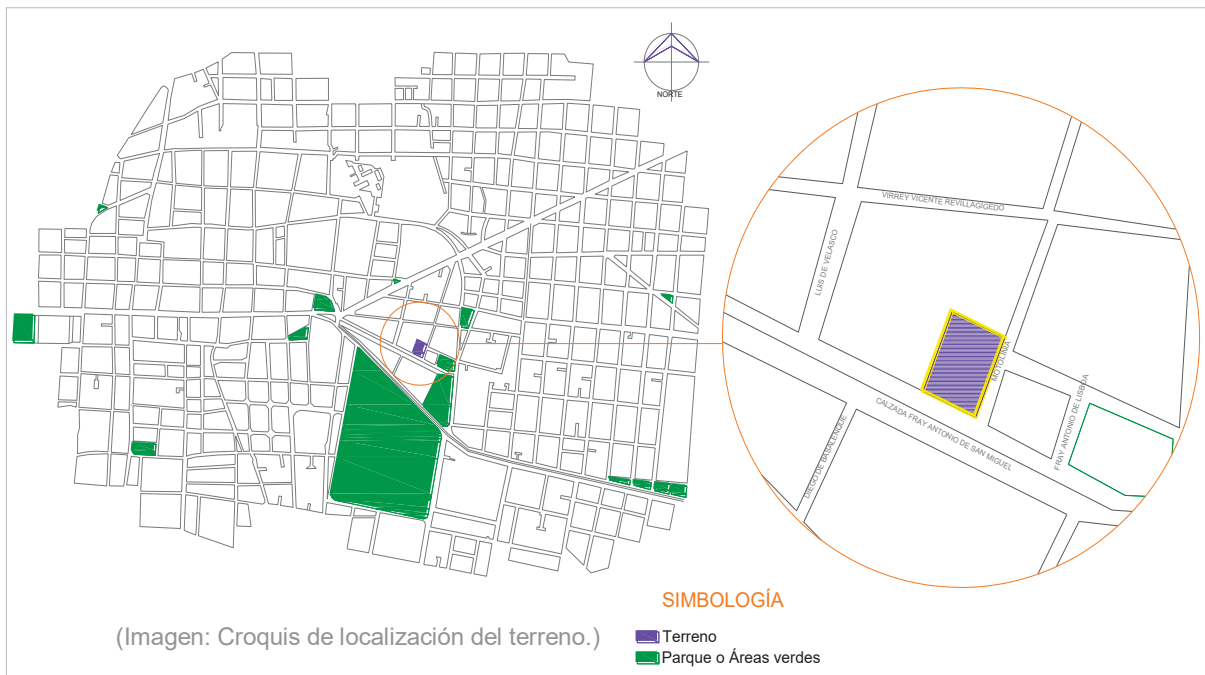 NORTE
VIRREY VICENTE REVILLAGIGEDO
LUIS DE VELASCO
MOTOLINIA
CALZADA FRAY ANTONIO DE SAN MIGUEL
FRAY ANTONIO DE LISBOA
DIEGO DE BASALENQUE
SIMBOLOGÍA
(Imagen: Croquis de localización del terreno.)
Terreno
Parque o Áreas verdes